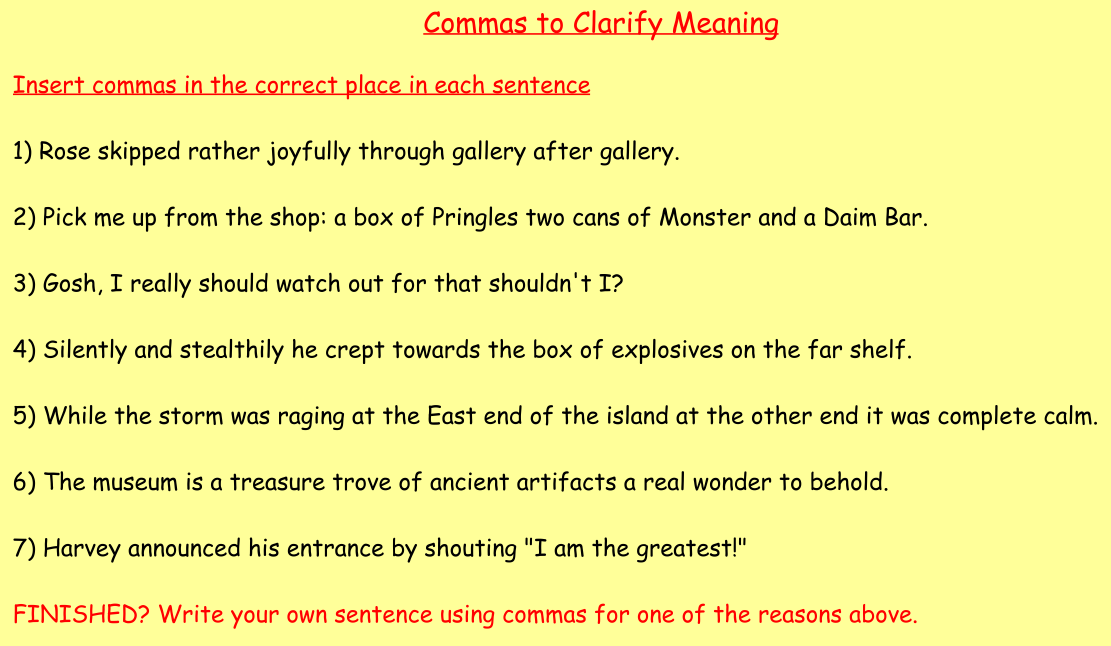 Commas to Clarify Meaning
Insert commas in the correct place in each sentence
1) Rose skipped rather joyfully through gallery after gallery.
2) Pick me up from the shop: a box of Pringles two cans of Monster and a Daim Bar.
3) Gosh, I really should watch out for that shouldn't I?
4) Silently and stealthily he crept towards the box of explosives on the far shelf.
5) While the storm was raging at the East end of the island at the other end it was complete calm.
6) The museum is a treasure trove of ancient artifacts a real wonder to behold.
7) Harvey announced his entrance by shouting "I am the greatest!"
FINISHED? Write your own sentence using commas for one of the reasons above.